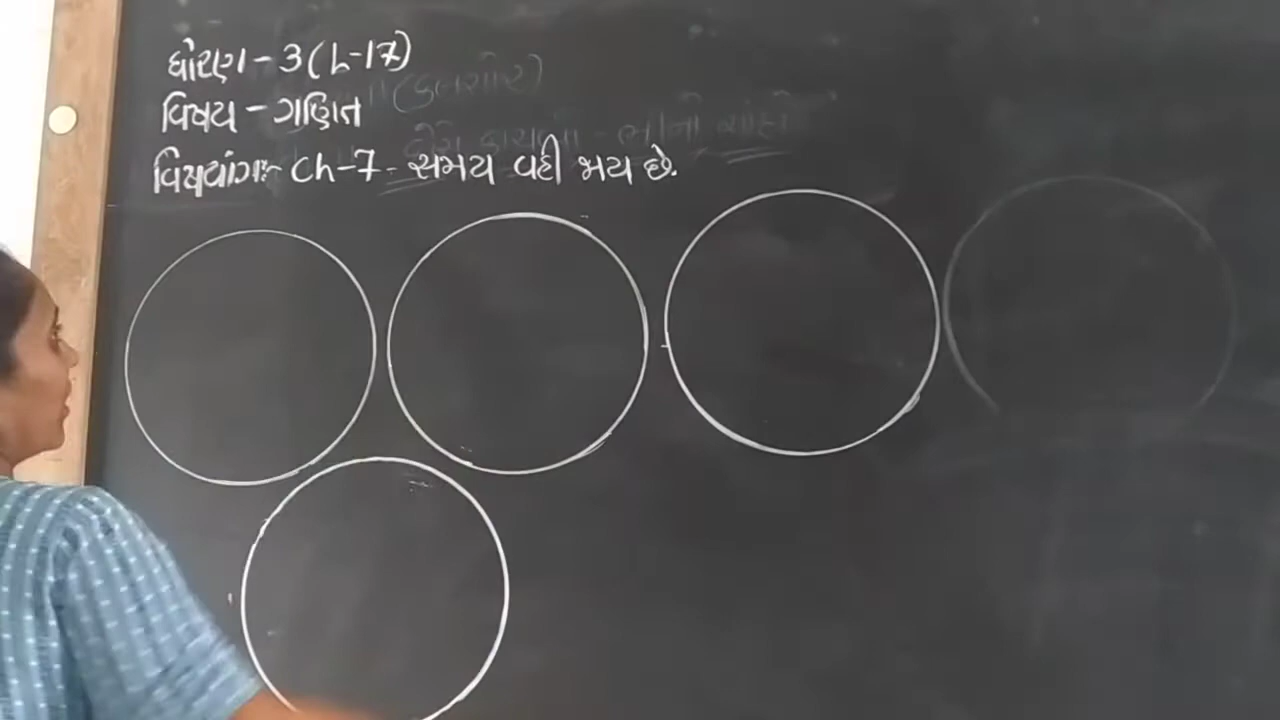 ધોરણ - 3 (L-17)
વિષય - ગણિત
વિષયાંગ:- Ch-7 - સમય વહી જાય છે.